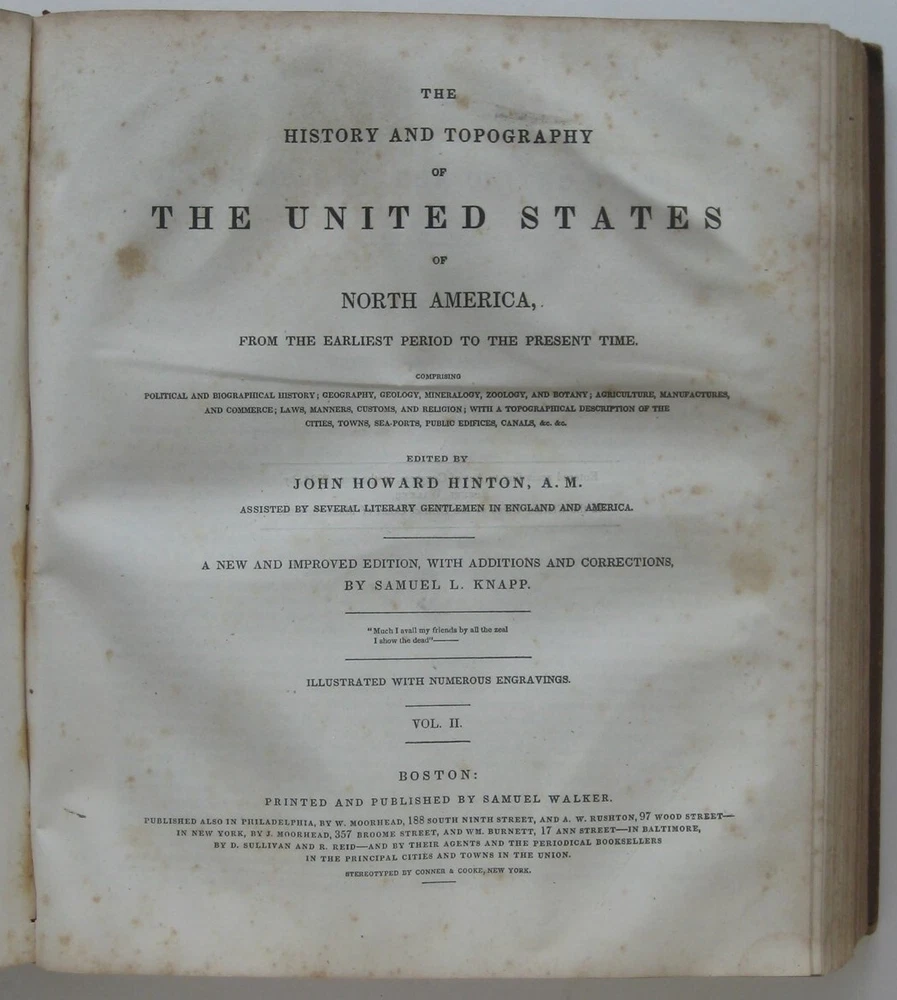 THE
HISTORY AND TOPOGRAPHY
OF
THE UNITED STATES
OF
NORTH AMERICA,
FROM THE EARLIEST PERIOD TO THE PRESENT TIME.
COMPRISING
POLITICAL AND BIOGRAPHICAL HISTORY; GEOGRAPHY, GEOLOGY, MINERALOGY, ZOOLOGY, AND BOTANY; AGRICULTURE, MANUFACTURES,
AND COMMERCE; LAWS, MANNERS, CUSTOMS, AND RELIGION; WITH A TOPOGRAPHICAL DESCRIPTION OF THE
CITIES, TOWNS, SEA-PORTS, PUBLIC EDIFICES, CANALS, &c. &c.
EDITED BY
JOHN HOWARD HINTON, A. M.
ASSISTED BY SEVERAL LITERARY GENTLEMEN IN ENGLAND AND AMERICA.
A NEW AND IMPROVED EDITION, WITH ADDITIONS AND CORRECTIONS,
BY SAMUEL L. KNAPP.
"Much I avail my friends by all the zeal
I show the dead"———
ILLUSTRATED WITH NUMEROUS ENGRAVINGS.
VOL. II.
BOSTON:
PRINTED AND PUBLISHED BY SAMUEL WALKER.
PUBLISHED ALSO IN PHILADELPHIA, BY W. MOORHEAD, 188 SOUTH NINTH STREET, AND A. W. RUSHTON, 97 WOOD STREET—
IN NEW YORK, BY J. MOORHEAD, 357 BROOME STREET, AND WM. BURNETT, 17 ANN STREET—IN BALTIMORE,
BY D. SULLIVAN AND R. REID—AND BY THEIR AGENTS AND THE PERIODICAL BOOKSELLERS
IN THE PRINCIPAL CITIES AND TOWNS IN THE UNION.
STEREOTYPED BY CONNER & COOKE, NEW YORK.